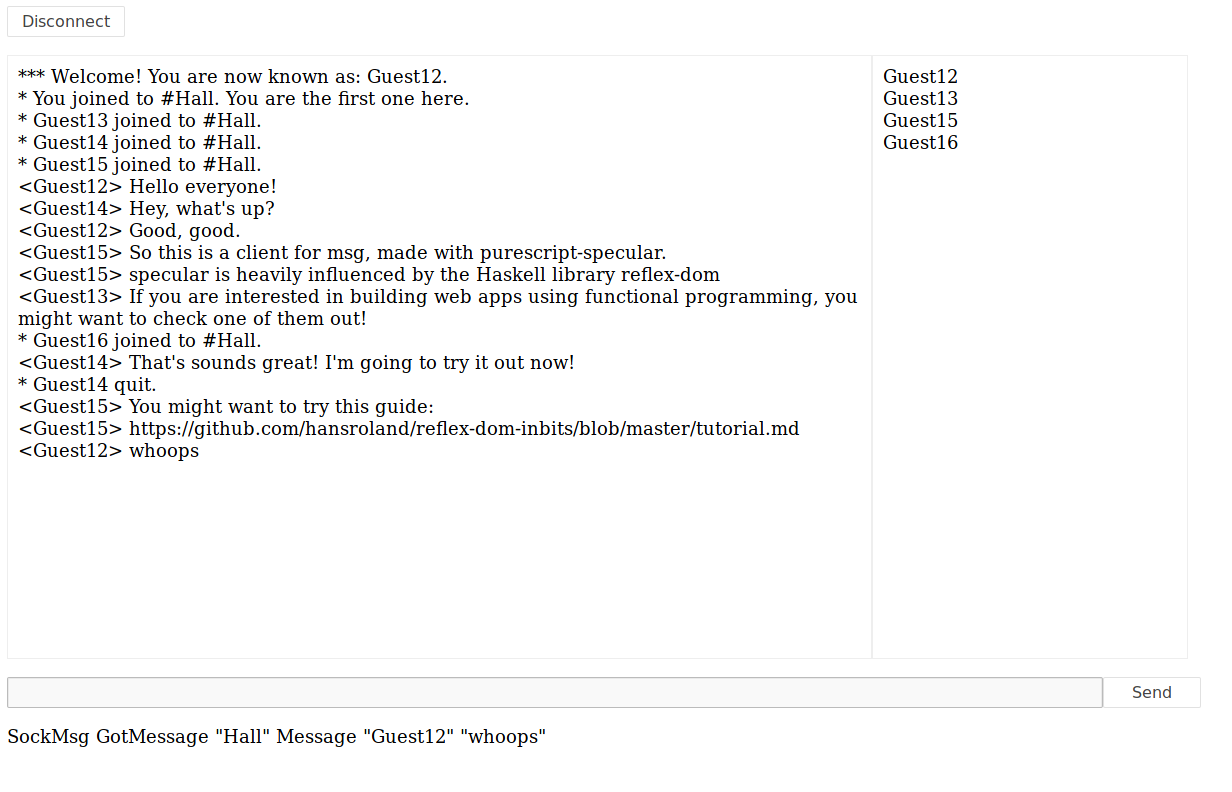 Disconnect
*** Welcome! You are now known as: Guest12.
* You joined to #Hall. You are the first one here.
* Guest13 joined to #Hall.
* Guest14 joined to #Hall.
* Guest15 joined to #Hall.
<Guest12> Hello everyone!
<Guest14> Hey, what's up?
<Guest12> Good, good.
<Guest15> So this is a client for msg, made with purescript-specular.
<Guest15> specular is heavily influenced by the Haskell library reflex-dom
<Guest13> If you are interested in building web apps using functional programming, you
might want to check one of them out!
* Guest16 joined to #Hall.
<Guest14> That's sounds great! I'm going to try it out now!
* Guest14 quit.
<Guest15> You might want to try this guide:
<Guest15> https://github.com/hansroland/reflex-dom-inbits/blob/master/tutorial.md
<Guest12> whoops
Guest12
Guest13
Guest15
Guest16
Send
SockMsg GotMessage "Hall" Message "Guest12" "whoops"